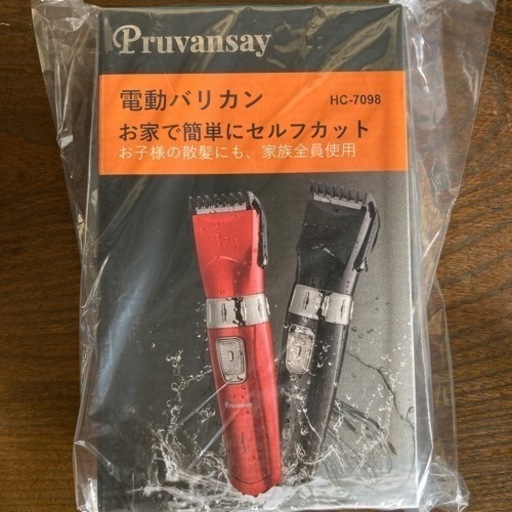 Pruvansay
電動バリカン HC-7098
お家で簡単にセルフカット
お子様の散髪にも、家族全員使用
Pruvansay